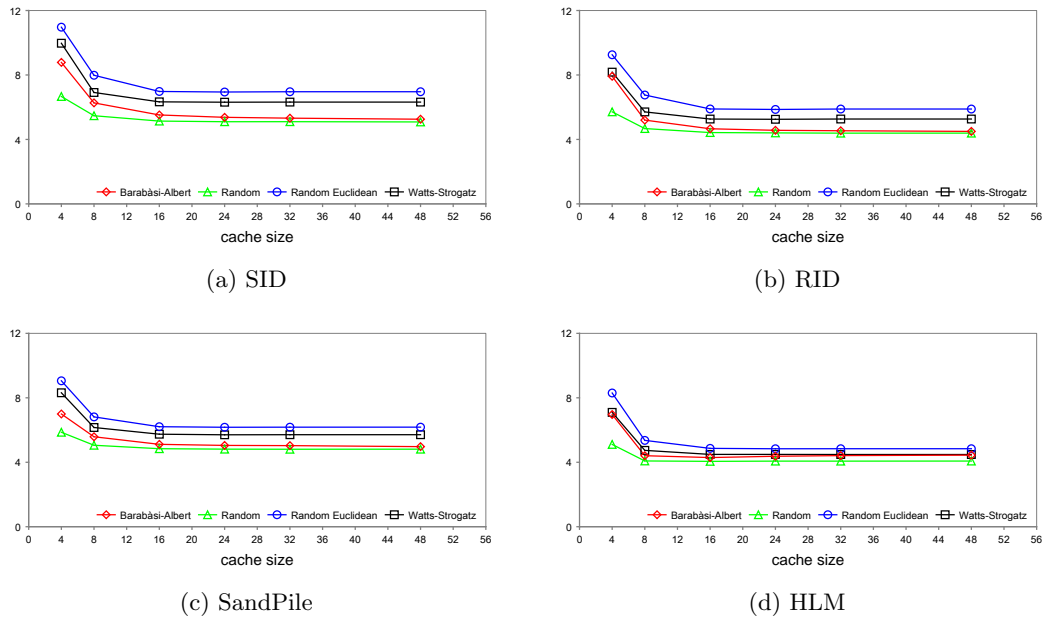 12
8
4
0
Barabàsi-Albert Random Random Euclidean Watts-Strogatz
0 4 8 12 16 20 24 28 32 36 40 44 48 52 56
cache size
(a) SID
12
8
4
0
Barabàsi-Albert Random Random Euclidean Watts-Strogatz
0 4 8 12 16 20 24 28 32 36 40 44 48 52 56
cache size
(b) RID
12
8
4
0
Barabàsi-Albert Random Random Euclidean Watts-Strogatz
0 4 8 12 16 20 24 28 32 36 40 44 48 52 56
cache size
(c) SandPile
12
8
4
0
Barabàsi-Albert Random Random Euclidean Watts-Strogatz
0 4 8 12 16 20 24 28 32 36 40 44 48 52 56
cache size
(d) HLM